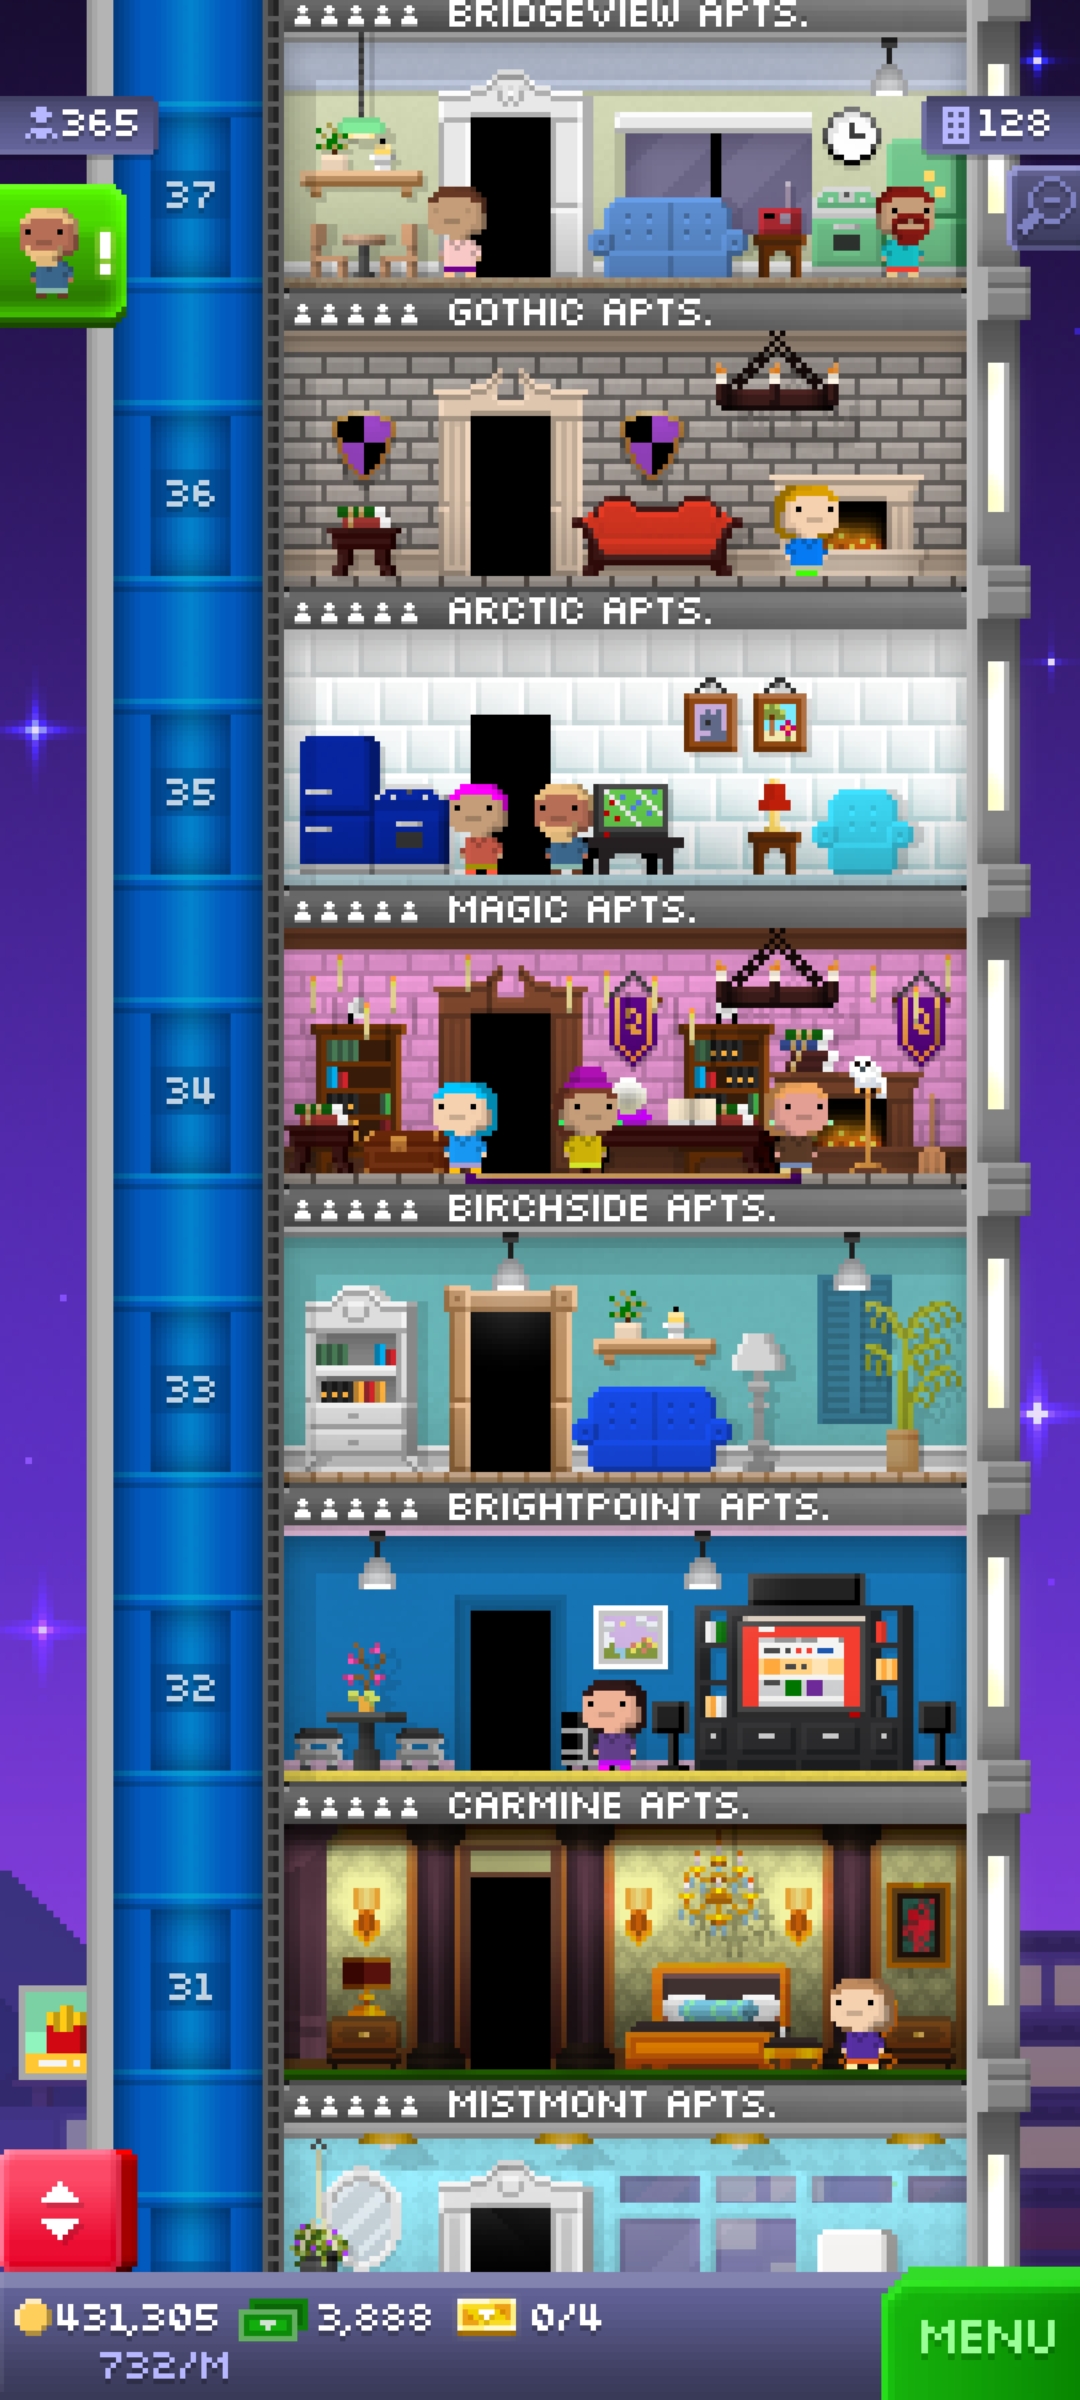 BRIDGEVIEW APTS.
365
128
37
!
GOTHIC APTS.
36
ARCTIC APTS.
35
MAGIC APTS.
34
BIRCHSIDE APTS.
33
BRIGHTPOINT APTS.
32
CARMINE APTS.
31
MISTMONT APTS.
431,305
3,888
0/4
732/M
MENU